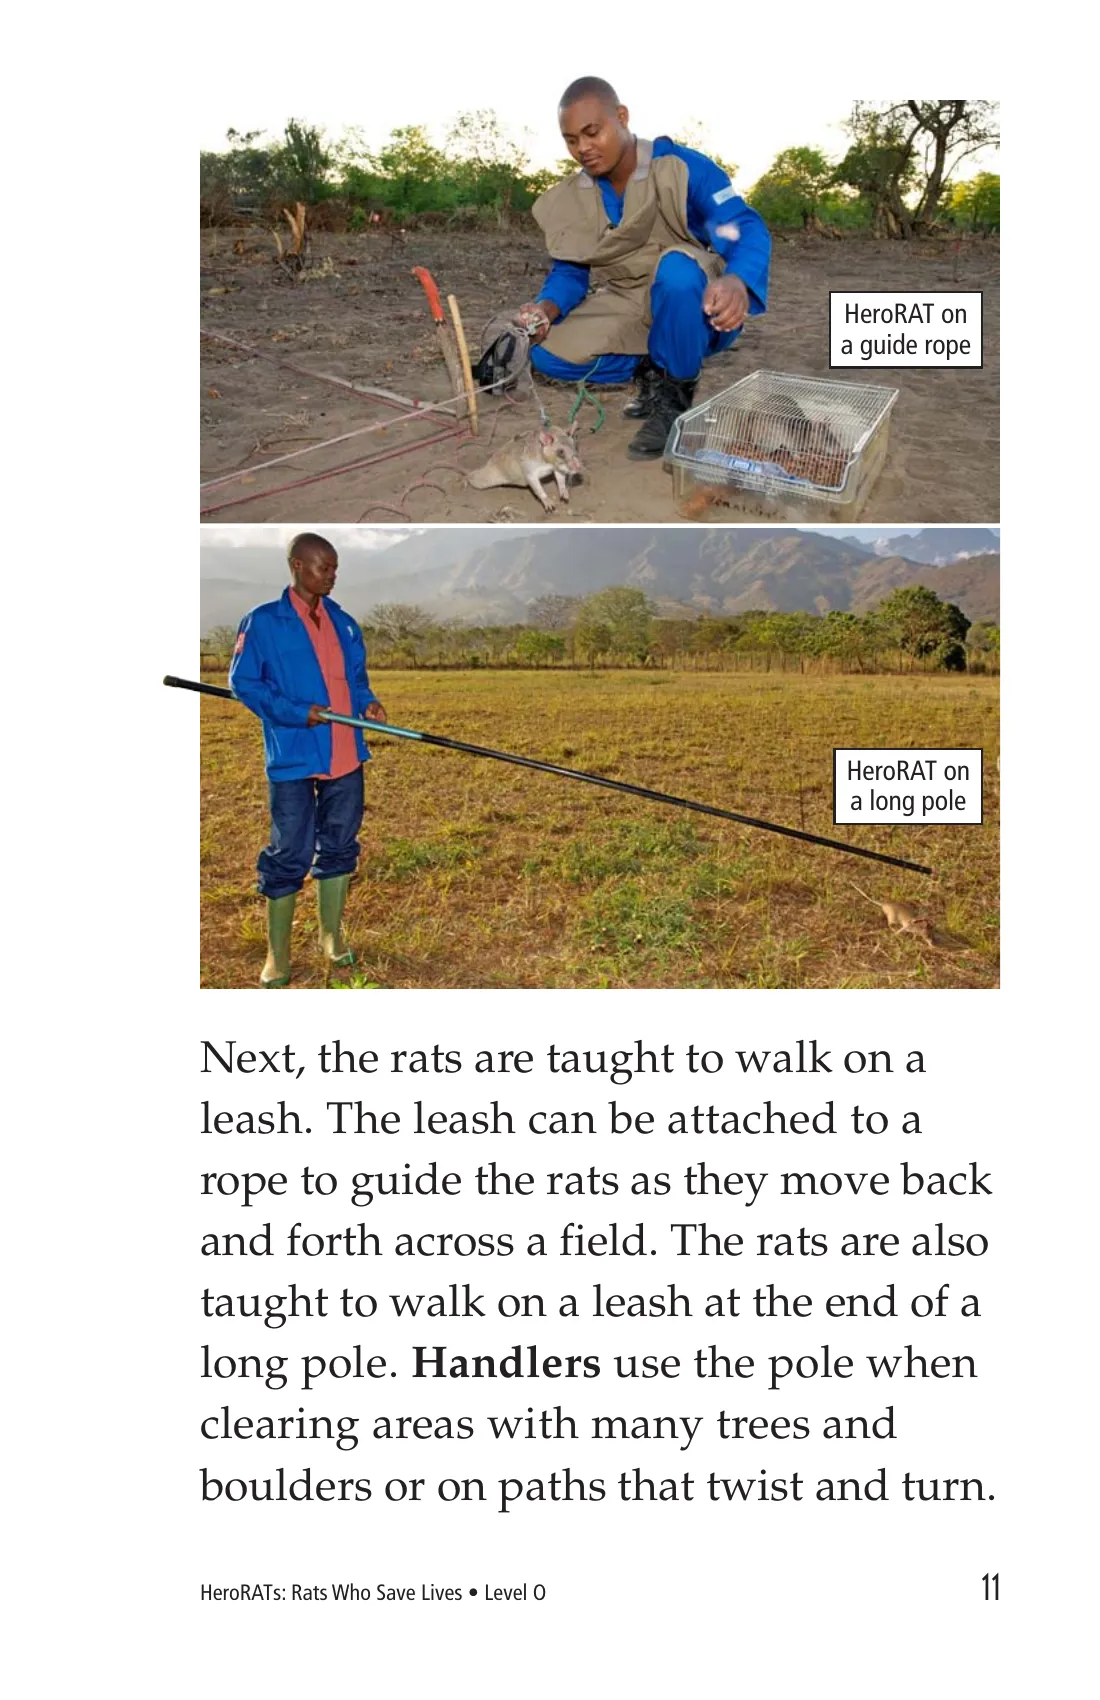 HeroRAT on
a guide rope
HeroRAT on
a long pole
Next, the rats are taught to walk on a
leash. The leash can be attached to a
rope to guide the rats as they move back
and forth across a field. The rats are also
taught to walk on a leash at the end of a
long pole. Handlers use the pole when
clearing areas with many trees and
boulders or on paths that twist and turn.
HeroRATs: Rats Who Save Lives • Level O
11